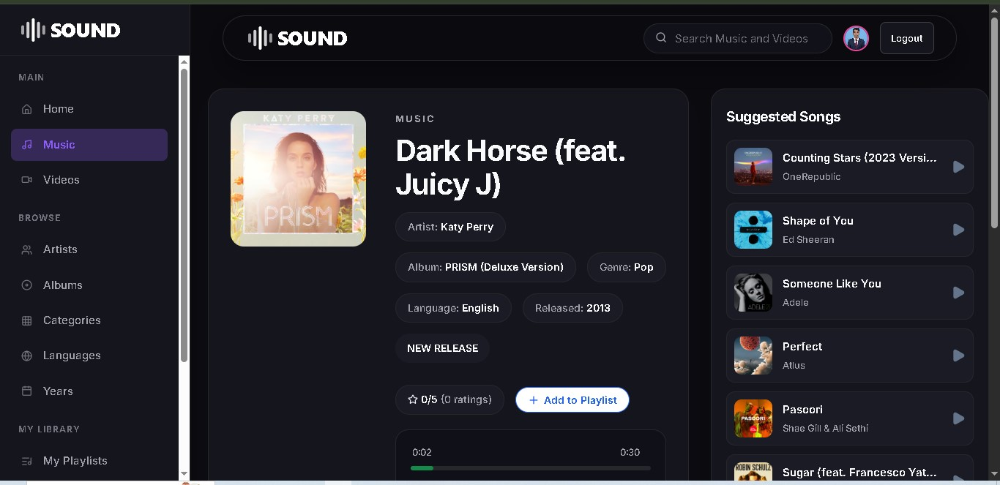 SOUND
MAIN
Home
Music
Videos
BROWSE
Artists
Albums
Categories
Languages
Years
MY LIBRARY
My Playlists
SOUND
Search Music and Videos
Logout
KATY PERRY
PRISM
MUSIC
Dark Horse (feat.
Juicy J)
Artist: Katy Perry
Album: PRISM (Deluxe Version)
Genre: Pop
Language: English
Released: 2013
NEW RELEASE
0/5 (0 ratings)
+ Add to Playlist
0:02
0:30
Suggested Songs
Counting Stars (2023 Versi...
OneRepublic
Shape of You
Ed Sheeran
Someone Like You
Adele
ADELE
Perfect
Atlus
PASOORI
Pasoori
Shae Gill & Ali Sethi
ROBIN SCHULZ
Sugar (feat. Francesco Yat...